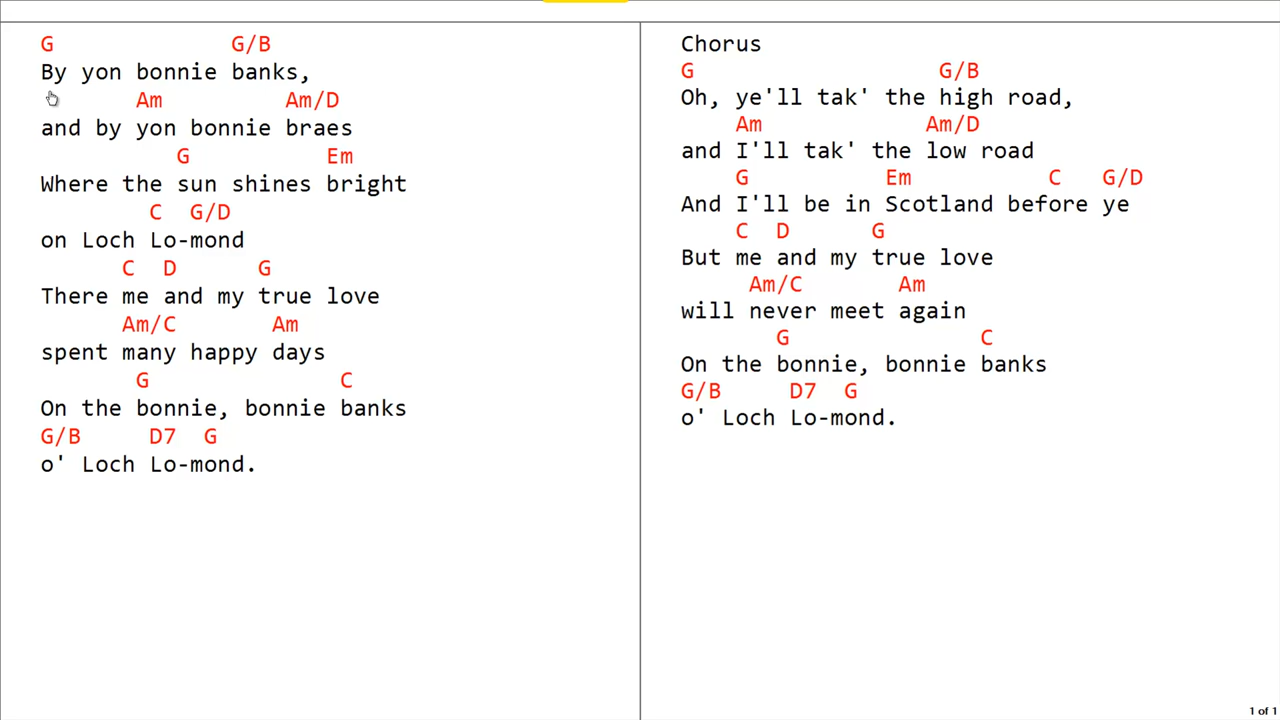 G G/B
By yon bonnie banks,
Am Am/D
and by yon bonnie braes
G Em
Where the sun shines bright
C G/D
on Loch Lo-mond
C D G
There me and my true love
Am/C Am
spent many happy days
G C
On the bonnie, bonnie banks
G/B D7 G
o' Loch Lo-mond.
Chorus
G G/B
Oh, ye'll tak' the high road,
Am Am/D
and I'll tak' the low road
G Em C G/D
And I'll be in Scotland before ye
C D G
But me and my true love
Am/C Am
will never meet again
G C
On the bonnie, bonnie banks
G/B D7 G
o' Loch Lo-mond.
1 of 1